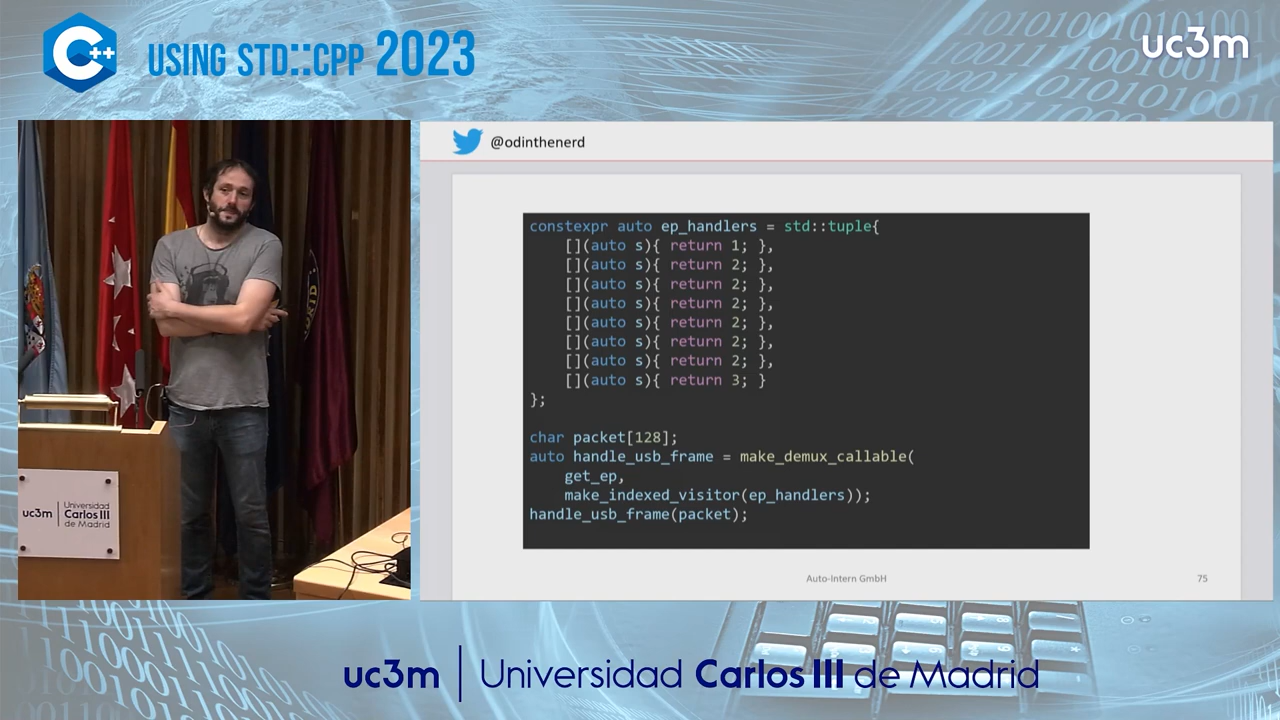 C++
USING STD::CPP 2023
uc3m
@odinthenerd
constexpr auto ep_handlers = std::tuple{
    [](auto s){ return 1; },
    [](auto s){ return 2; },
    [](auto s){ return 2; },
    [](auto s){ return 2; },
    [](auto s){ return 2; },
    [](auto s){ return 2; },
    [](auto s){ return 2; },
    [](auto s){ return 3; }
};
char packet[128];
auto handle_usb_frame = make_demux_callable(
    get_ep,
    make_indexed_visitor(ep_handlers));
handle_usb_frame(packet);
Auto-Intern GmbH
75
uc3m
Universidad
Carlos III
de Madrid
uc3m | Universidad Carlos III de Madrid